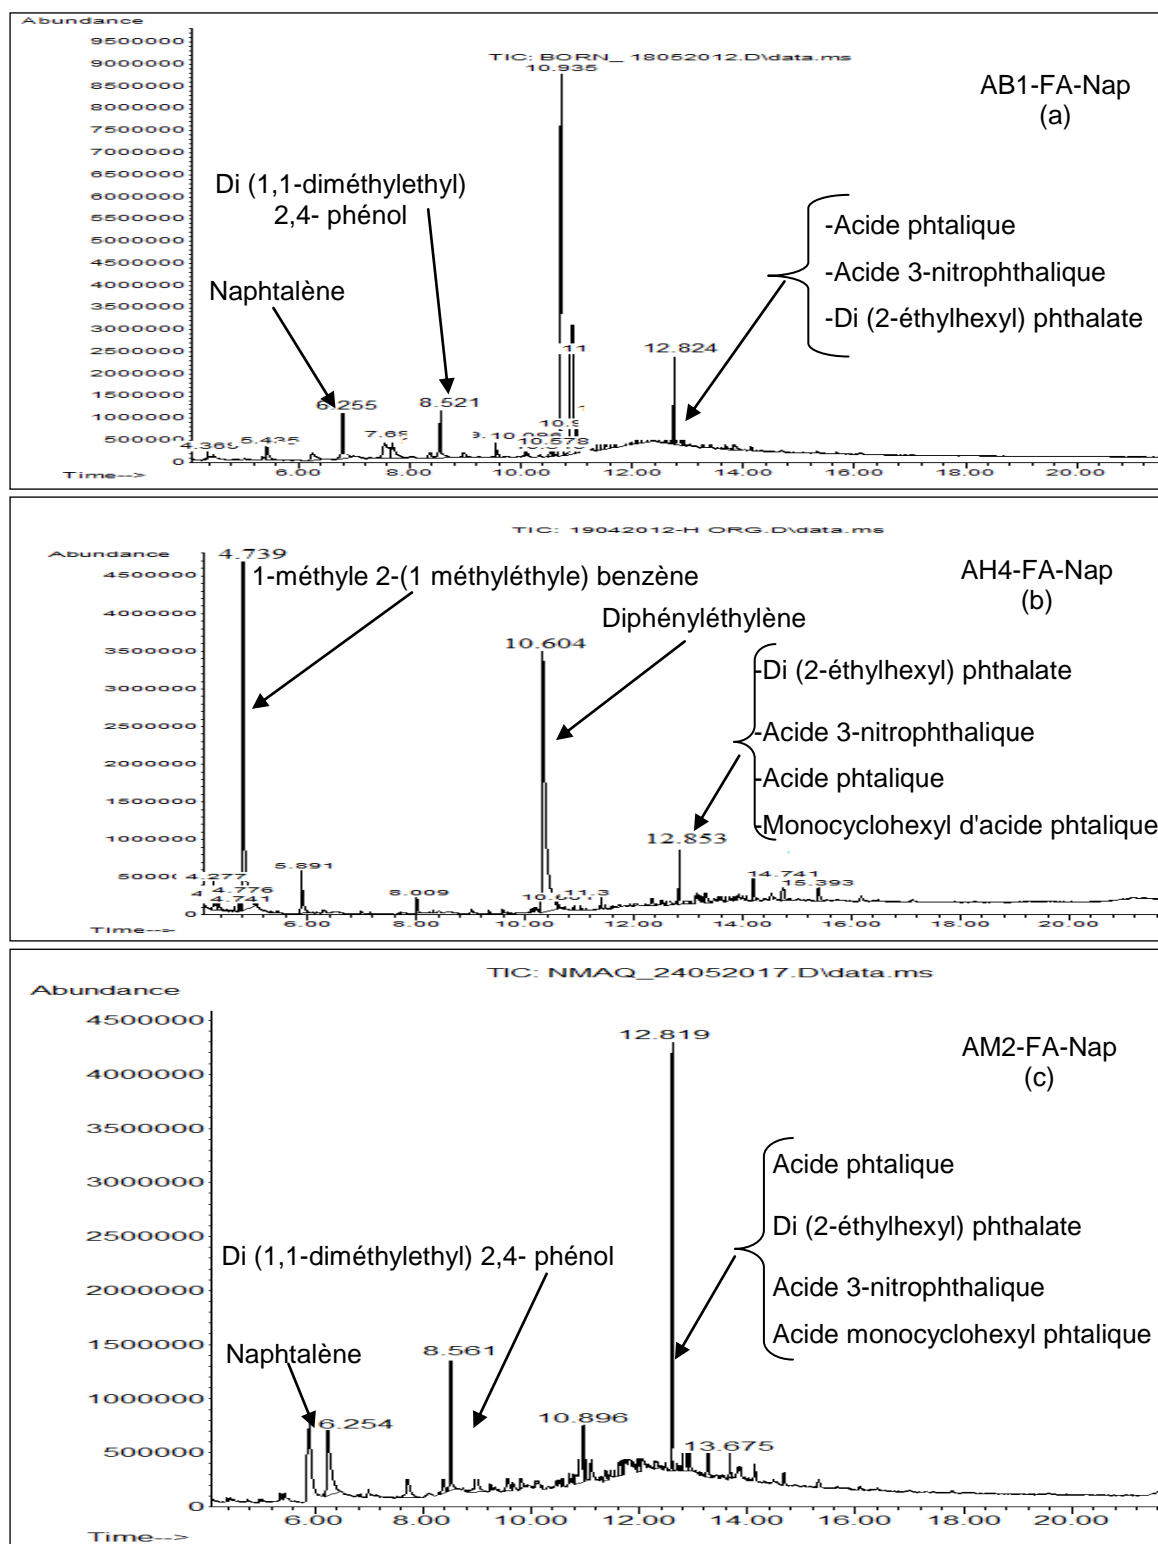 Abundance
TIC: BORN_ 18052012.D\data.ms
9500000
9000000
8500000
8000000
7500000
7000000
6500000
6000000
5500000
5000000
4500000
4000000
3500000
3000000
2500000
2000000
1500000
1000000
500000
0
10.935
AB1-FA-Nap
(a)
Di (1,1-diméthylethyl)
2,4- phénol
Naphtalène
-Acide phtalique
-Acide 3-nitrophthalique
-Di (2-éthylhexyl) phthalate
12.824
6.255
8.521
5.435
10.578
Time-->
6.00 8.00 10.00 12.00 14.00 16.00 18.00 20.00
TIC: 19042012-H ORG.D\data.ms
Abundance
4.739
4500000
4000000
3500000
3000000
2500000
2000000
1500000
1000000
0
1-méthyle 2-(1 méthyléthyle) benzène
AH4-FA-Nap
(b)
Diphényléthylène
10.604
-Di (2-éthylhexyl) phthalate
-Acide 3-nitrophthalique
-Acide phtalique
-Monocyclohexyl d'acide phtalique
12.853
5.891
4.277
4.776
4.741
8.009
11.3
14.741
15.393
Time-->
6.00 8.00 10.00 12.00 14.00 16.00 18.00 20.00
TIC: NMAQ_24052017.D\data.ms
Abundance
4500000
4000000
3500000
3000000
2500000
2000000
1500000
1000000
500000
0
12.819
AM2-FA-Nap
(c)
Acide phtalique
Di (2-éthylhexyl) phthalate
Acide 3-nitrophthalique
Acide monocyclohexyl phtalique
Di (1,1-diméthylethyl) 2,4- phénol
Naphtalène
8.561
6.254
10.896
13.675
Time-->
6.00 8.00 10.00 12.00 14.00 16.00 18.00 20.00